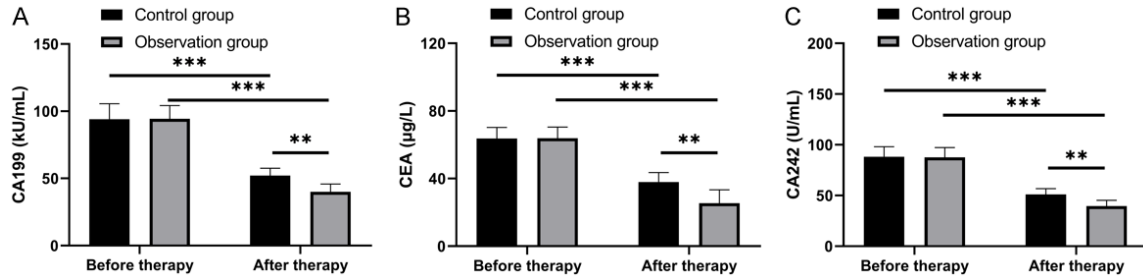 A
Control group
Observation group
CA199 (kU/mL)
150
100
50
0
***
***
**
Before therapy
After therapy
B
Control group
Observation group
CEA (μg/L)
120
80
40
0
***
***
**
Before therapy
After therapy
C
Control group
Observation group
CA242 (U/mL)
200
150
100
50
0
***
***
**
Before therapy
After therapy